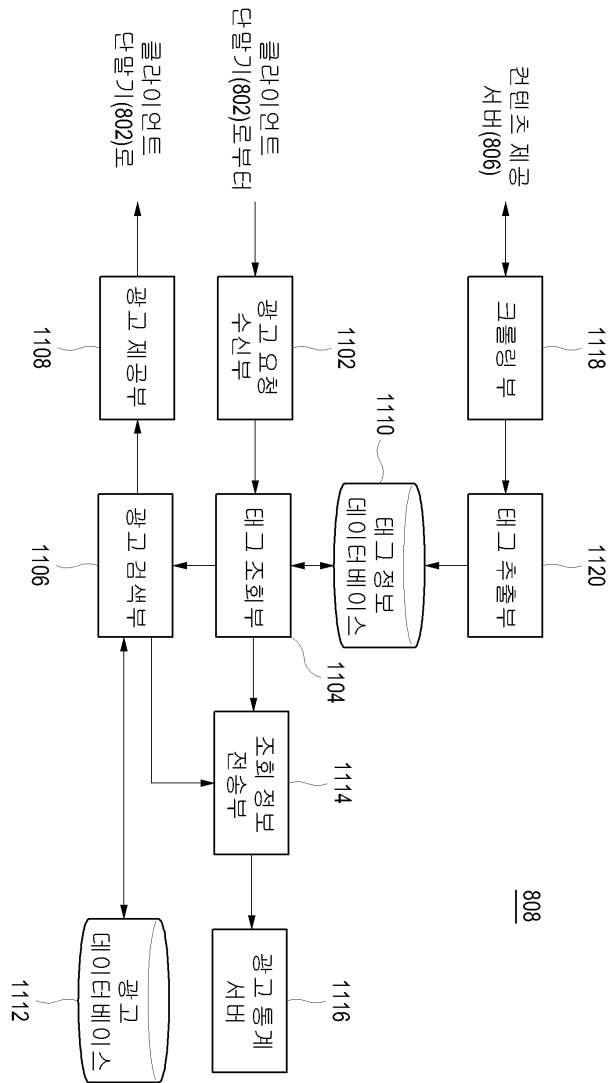 808
컨텐츠 제공
서버(806)
1118
크롤링 부
1120
태그 추출부
1110
태그 정보
데이터베이스
클라이언트
단말기(802)로부터
1102
광고 요청
수신부
태그 조회부
1104
조회 정보
전송부
1114
광고 통계
서버
1116
클라이언트
단말기(802)로
광고 제공부
1108
광고 검색부
1106
광고
데이터베이스
1112